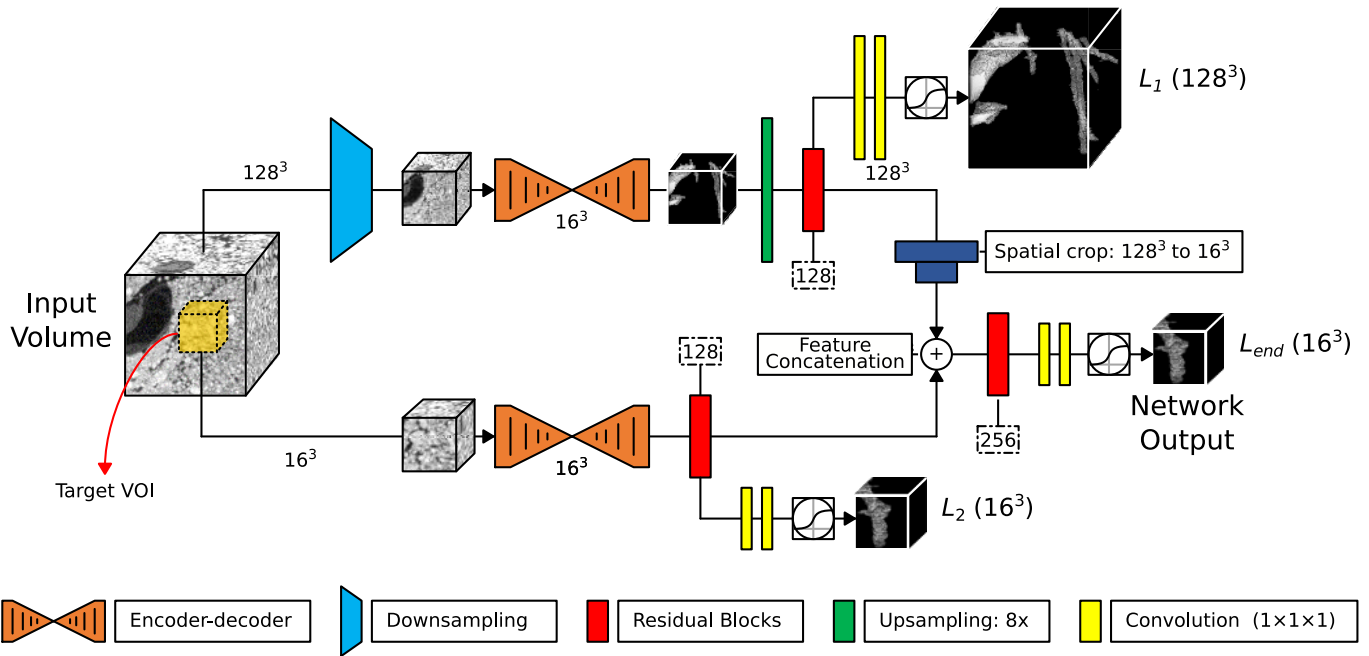 L₁ (128³)
128³
128³
16³
Spatial crop: 128³ to 16³
128
Input
Volume
Feature
Concatenation
+
128
L_end (16³)
Network
Output
256
16³
16³
Target VOI
L₂ (16³)
Encoder-decoder
Downsampling
Residual Blocks
Upsampling: 8x
Convolution (1×1×1)